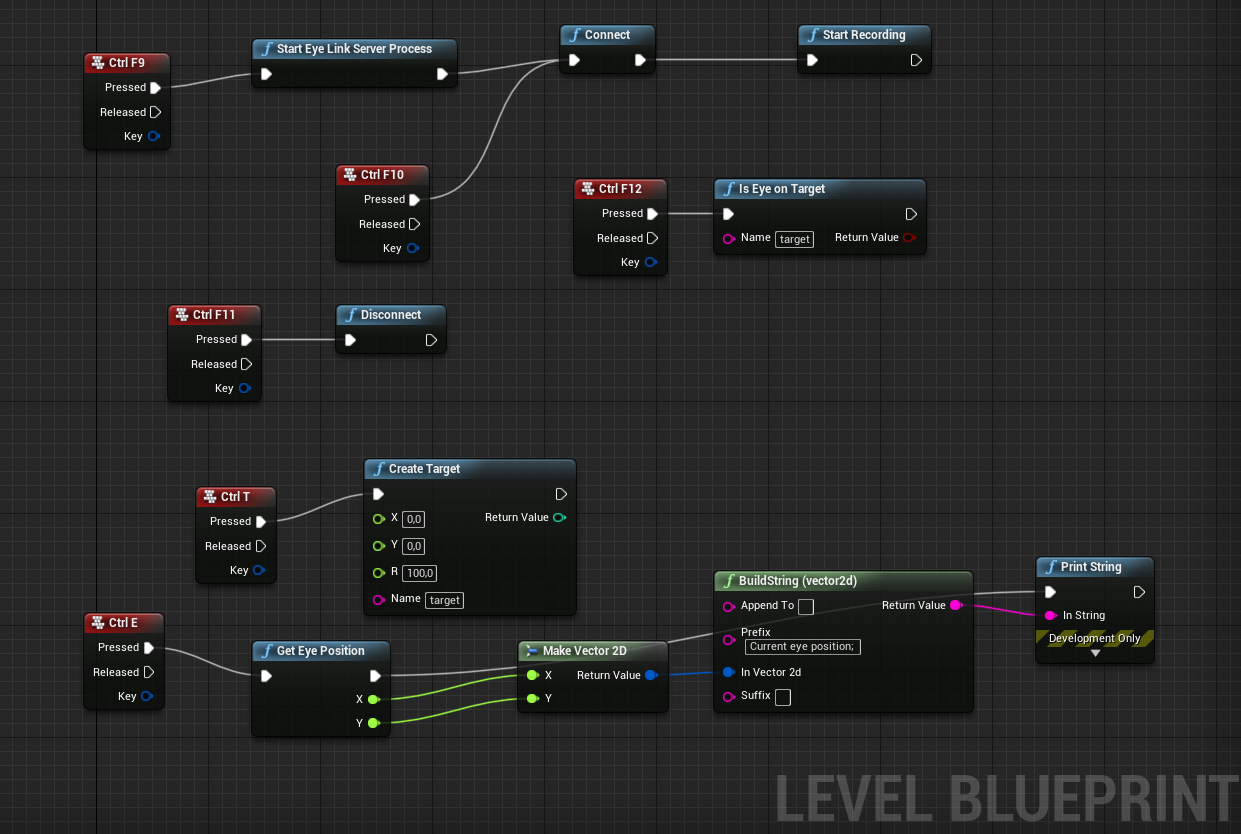 Ctrl F9
Pressed
Released
Key
Start Eye Link Server Process
Connect
Start Recording
Ctrl F10
Pressed
Released
Key
Ctrl F12
Pressed
Released
Key
Is Eye on Target
Name target
Return Value
Ctrl F11
Pressed
Released
Key
Disconnect
Ctrl T
Pressed
Released
Key
Create Target
X 0,0
Return Value
Y 0,0
R 100,0
Name target
Ctrl E
Pressed
Released
Key
Get Eye Position
X
Y
Make Vector 2D
X
Return Value
Y
BuildString (vector2d)
Append To
Return Value
Prefix
Current eye position;
In Vector 2d
Suffix
Print String
In String
Development Only
LEVEL BLUEPRINT